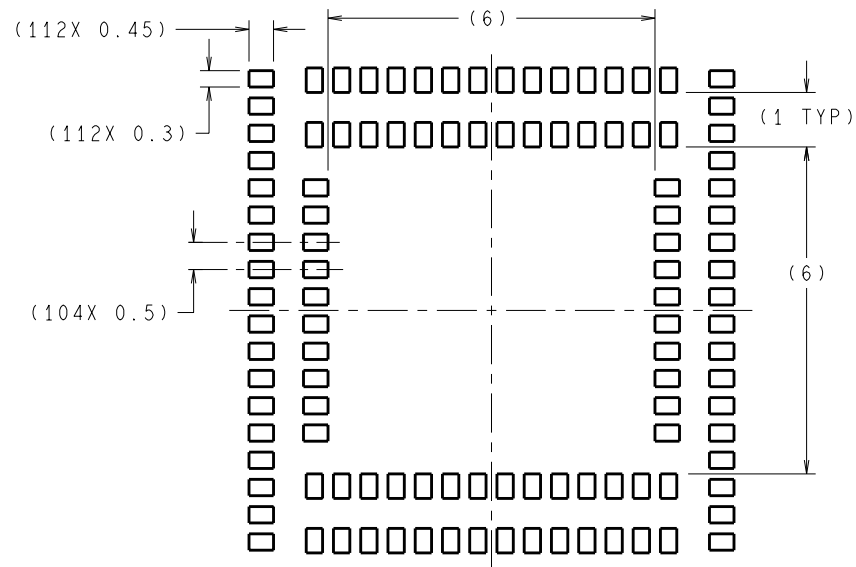 (6)
(112X 0.45)
(1 TYP)
(112X 0.3)
(6)
(104X 0.5)